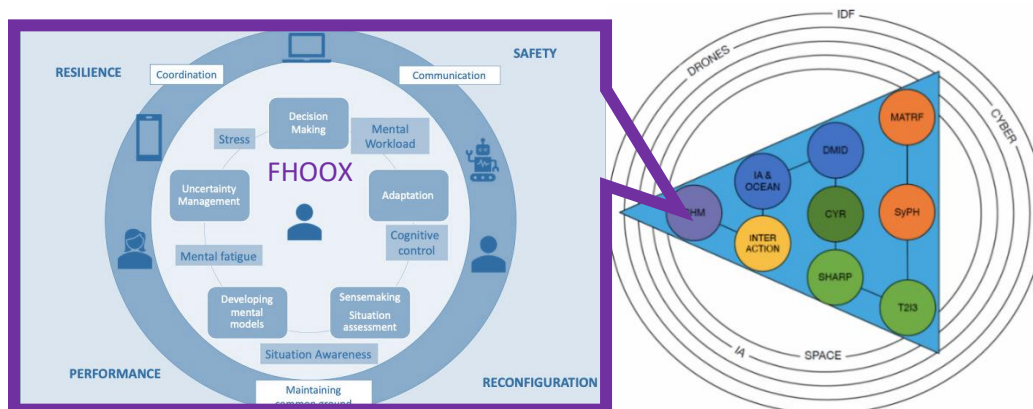 RESILIENCE
SAFETY
Coordination
Communication
Decision
Making
Stress
Mental
Workload
FHOOX
Uncertainty
Management
Adaptation
Cognitive
control
Mental fatigue
Developing
mental
models
Sensemaking
Situation
assessment
Situation Awareness
PERFORMANCE
RECONFIGURATION
Maintaining
common ground
IDF
DRONES
CYBER
MATRF
DMID
IA &
OCEAN
HM
CYR
SyPH
INTER
ACTION
SHARP
T2I3
IA
SPACE